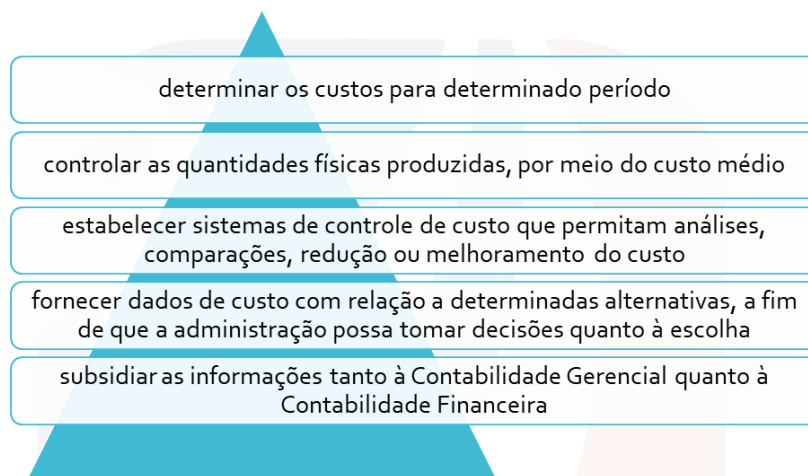 determinar os custos para determinado período
controlar as quantidades físicas produzidas, por meio do custo médio
estabelecer sistemas de controle de custo que permitam análises,
comparações, redução ou melhoramento do custo
fornecer dados de custo com relação a determinadas alternativas, a fim
de que a administração possa tomar decisões quanto à escolha
subsidiar as informações tanto à Contabilidade Gerencial quanto à
Contabilidade Financeira